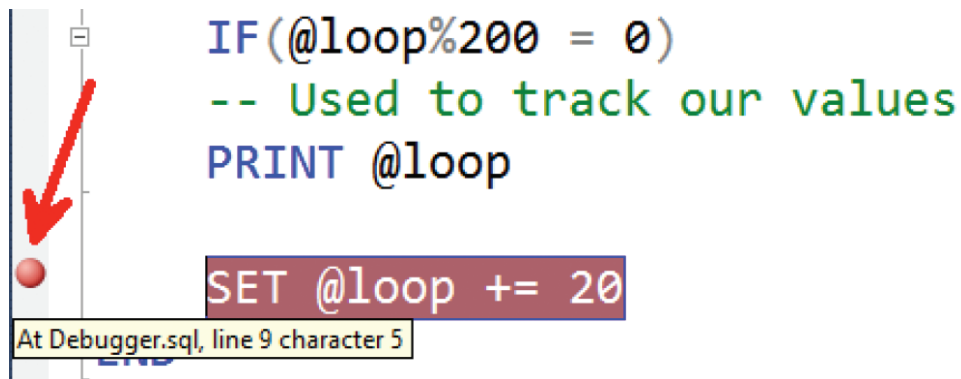 IF(@loop%200 = 0)
-- Used to track our values
PRINT @loop
SET @loop += 20
At Debugger.sql, line 9 character 5
END